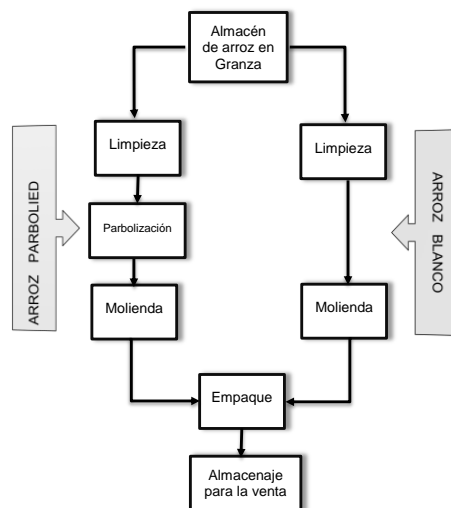 Almacén
de arroz en
Granza
Limpieza
Limpieza
ARROZ PARBOLIED
Parbolización
ARROZ BLANCO
Molienda
Molienda
Empaque
Almacenaje
para la venta